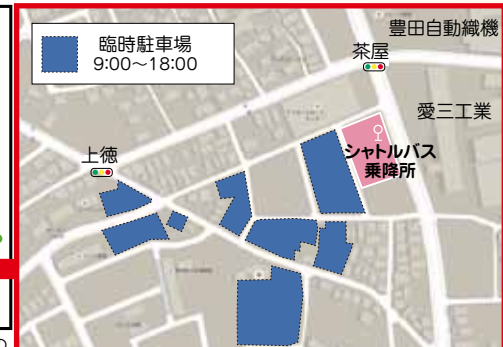 豊田自動織機
臨時駐車場
9:00～18:00
茶屋
愛三工業
シャトルバス
乗降所
上徳